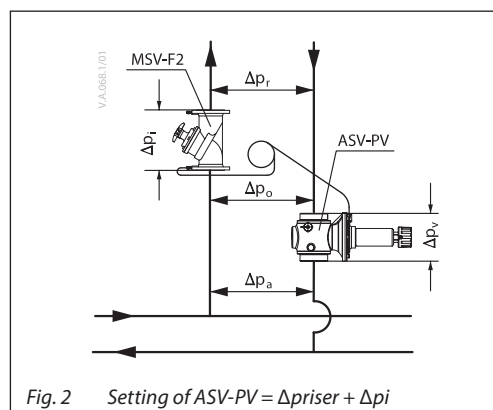 V.A.068.1/01
MSV-F2
Δpᵣ
ASV-PV
Δpᵢ
Δpₒ
Δpᵥ
Δpₐ
Fig. 2 Setting of ASV-PV = Δpriser + Δpi